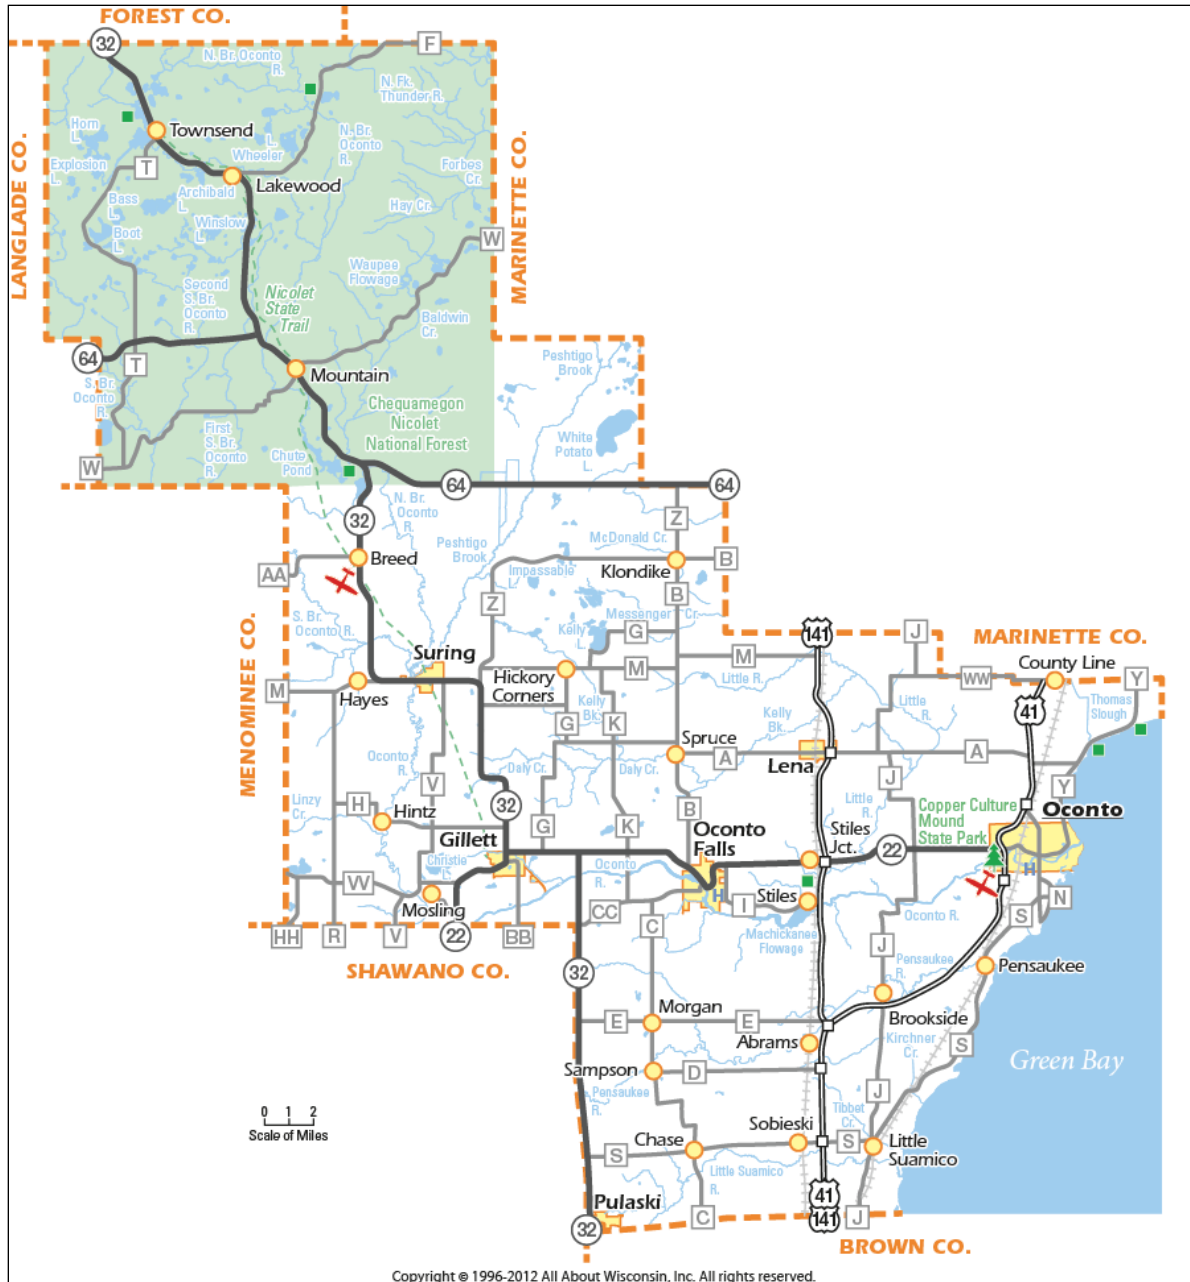 FOREST CO.
32
F
N. Br. Oconto
R.
N. Fk.
Thunder R.
Horn
L.
Townsend
L.
Wheeler
N. Br.
Oconto
R.
Explosion
L.
T
Forbes
Cr.
LANGLADE CO.
MARINETTE CO.
Lakewood
Archibald
L.
Bass
L.
Hay Cr.
Winslow
L.
Boot
L.
W
Waupee
Flowage
Second
S. Br.
Oconto
R.
Nicolet
State
Trail
Baldwin
Cr.
64
T
Peshtigo
Brook
Mountain
S. Br.
Oconto
R.
Chequamegon
Nicolet
National Forest
First
S. Br.
Oconto
R.
White
Potato
L.
Chute
Pond
W
64
64
N. Br.
Oconto
R.
32
Z
McDonald Cr.
Peshtigo
Brook
Breed
B
AA
Impassable
L.
Klondike
Z
B
MENOMINEE CO.
S. Br.
Oconto R.
Messenger Cr.
Kelly
L.
G
141
J
MARINETTE CO.
Suring
M
M
County Line
Hickory
Corners
Little R.
WW
Y
M
Hayes
Kelly
Bk.
Little
R.
Thomas
Slough
41
G
K
Kelly
Bk.
Spruce
Oconto
R.
A
A
Lena
Daly Cr.
Daly Cr.
J
V
Y
Linzy
Cr.
H
32
B
Little
R.
Copper Culture
Mound
State Park
Oconto
Hintz
G
K
Oconto
Falls
Stiles
Jct.
Gillett
22
Christie
L.
Oconto
R.
H
VV
H
Stiles
Mosling
CC
I
N
Oconto R.
S
C
Machickanee
Flowage
HH
R
V
22
BB
J
SHAWANO CO.
32
Pensaukee
R.
Pensaukee
Morgan
E
E
Brookside
Abrams
Kirchner
Cr.
S
Green Bay
Sampson
D
Pensaukee
R.
J
0 1 2
Scale of Miles
Tibbet
Cr.
Sobieski
Chase
S
S
Little
Suamico
Little Suamico
R.
Pulaski
41
32
C
141
J
BROWN CO.
Copyright © 1996-2012 All About Wisconsin, Inc. All rights reserved.